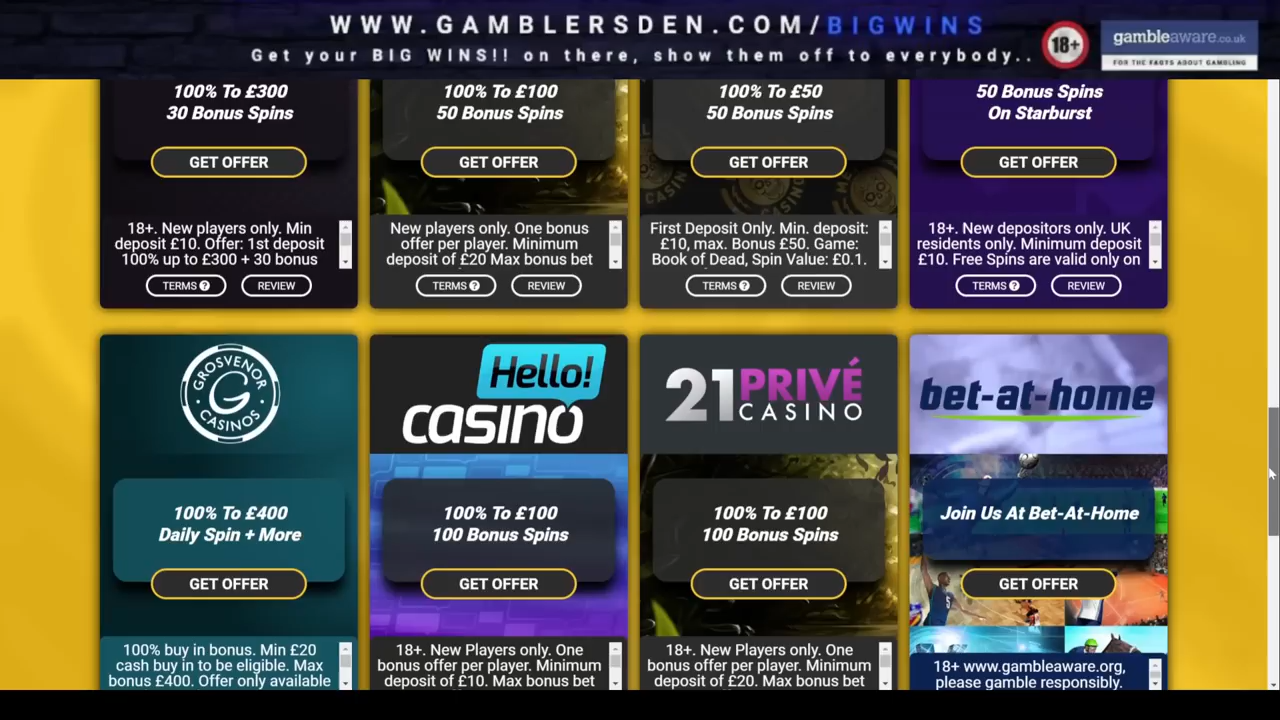 WWW.GAMBLERSDEN.COM/BIGWINS
Get your BIG WINS!! on there, show them off to everybody..
18+
gambleaware.co.uk
FOR THE FACTS ABOUT GAMBLING
100% To £300
30 Bonus Spins
GET OFFER
18+. New players only. Min
deposit £10. Offer: 1st deposit
100% up to £300 + 30 bonus
TERMS ?
REVIEW
100% To £100
50 Bonus Spins
GET OFFER
New players only. One bonus
offer per player. Minimum
deposit of £20 Max bonus bet
TERMS ?
REVIEW
100% To £50
50 Bonus Spins
GET OFFER
First Deposit Only. Min. deposit:
£10, max. Bonus £50. Game:
Book of Dead, Spin Value: £0.1.
TERMS ?
REVIEW
50 Bonus Spins
On Starburst
GET OFFER
18+. New depositors only. UK
residents only. Minimum deposit
£10. Free Spins are valid only on
TERMS ?
REVIEW
GROSVENOR
G
CASINOS
100% To £400
Daily Spin + More
GET OFFER
100% buy in bonus. Min £20
cash buy in to be eligible. Max
bonus £400. Offer only available
Hello!
casino
100% To £100
100 Bonus Spins
GET OFFER
18+. New Players only. One
bonus offer per player. Minimum
deposit of £10. Max bonus bet
21 PRIVÉ
CASINO
100% To £100
100 Bonus Spins
GET OFFER
18+. New Players only. One
bonus offer per player. Minimum
deposit of £20. Max bonus bet
bet-at-home
Join Us At Bet-At-Home
GET OFFER
18+ www.gambleaware.org,
please gamble responsibly.